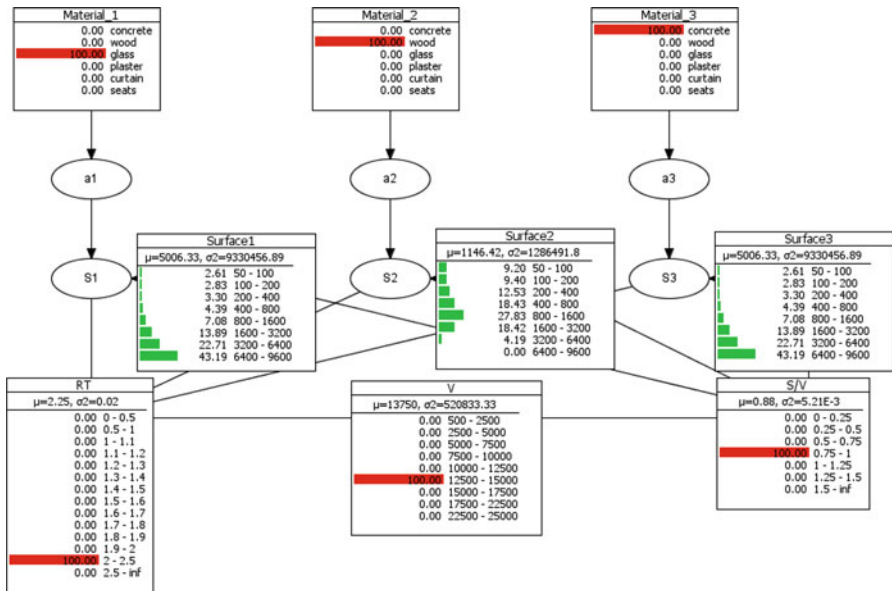 Material_1
0.00 concrete
0.00 wood
100.00 glass
0.00 plaster
0.00 curtain
0.00 seats
Material_2
0.00 concrete
100.00 wood
0.00 glass
0.00 plaster
0.00 curtain
0.00 seats
Material_3
100.00 concrete
0.00 wood
0.00 glass
0.00 plaster
0.00 curtain
0.00 seats
a1
a2
a3
S1
Surface1
μ=5006.33, σ2=9330456.89
2.61 50 - 100
2.83 100 - 200
3.30 200 - 400
4.39 400 - 800
7.08 800 - 1600
13.89 1600 - 3200
22.71 3200 - 6400
43.19 6400 - 9600
S2
Surface2
μ=1146.42, σ2=1286491.8
9.20 50 - 100
9.40 100 - 200
12.53 200 - 400
18.43 400 - 800
27.83 800 - 1600
18.42 1600 - 3200
4.19 3200 - 6400
0.00 6400 - 9600
S3
Surface3
μ=5006.33, σ2=9330456.89
2.61 50 - 100
2.83 100 - 200
3.30 200 - 400
4.39 400 - 800
7.08 800 - 1600
13.89 1600 - 3200
22.71 3200 - 6400
43.19 6400 - 9600
RT
μ=2.25, σ2=0.02
0.00 0 - 0.5
0.00 0.5 - 1
0.00 1 - 1.1
0.00 1.1 - 1.2
0.00 1.2 - 1.3
0.00 1.3 - 1.4
0.00 1.4 - 1.5
0.00 1.5 - 1.6
0.00 1.6 - 1.7
0.00 1.7 - 1.8
0.00 1.8 - 1.9
0.00 1.9 - 2
100.00 2 - 2.5
0.00 2.5 - inf
V
μ=13750, σ2=520833.33
0.00 500 - 2500
0.00 2500 - 5000
0.00 5000 - 7500
0.00 7500 - 10000
0.00 10000 - 12500
100.00 12500 - 15000
0.00 15000 - 17500
0.00 17500 - 22500
0.00 22500 - 25000
S/V
μ=0.88, σ2=5.21E-3
0.00 0 - 0.25
0.00 0.25 - 0.5
0.00 0.5 - 0.75
100.00 0.75 - 1
0.00 1 - 1.25
0.00 1.25 - 1.5
0.00 1.5 - inf